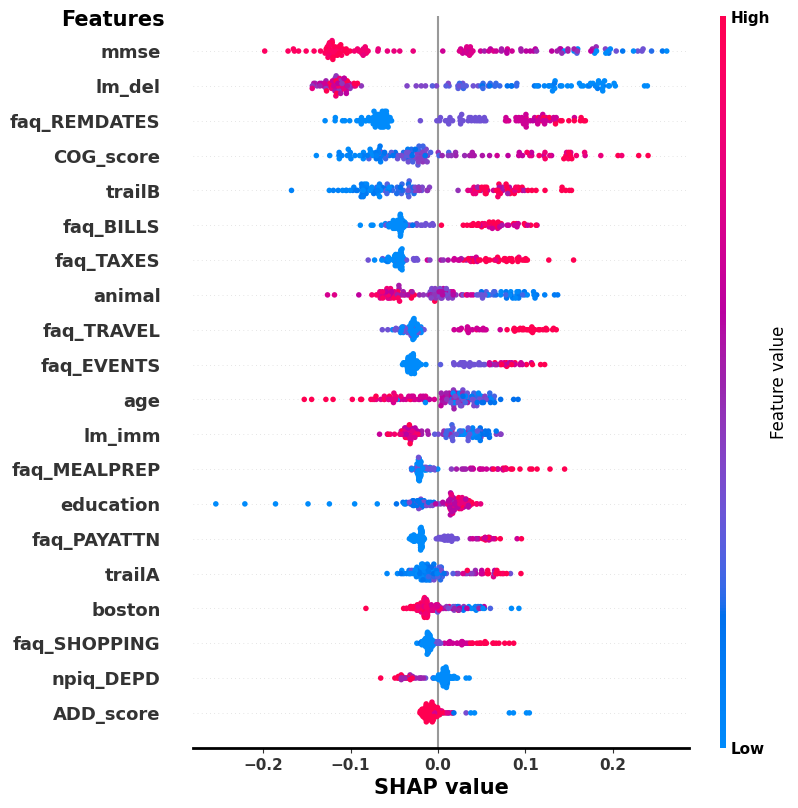 Features
High
mmse
lm_del
faq_REMDATES
COG_score
trailB
faq_BILLS
faq_TAXES
animal
faq_TRAVEL
faq_EVENTS
age
lm_imm
faq_MEALPREP
education
faq_PAYATTN
trailA
boston
faq_SHOPPING
npiq_DEPD
ADD_score
Feature value
Low
−0.2 −0.1 0.0 0.1 0.2
SHAP value